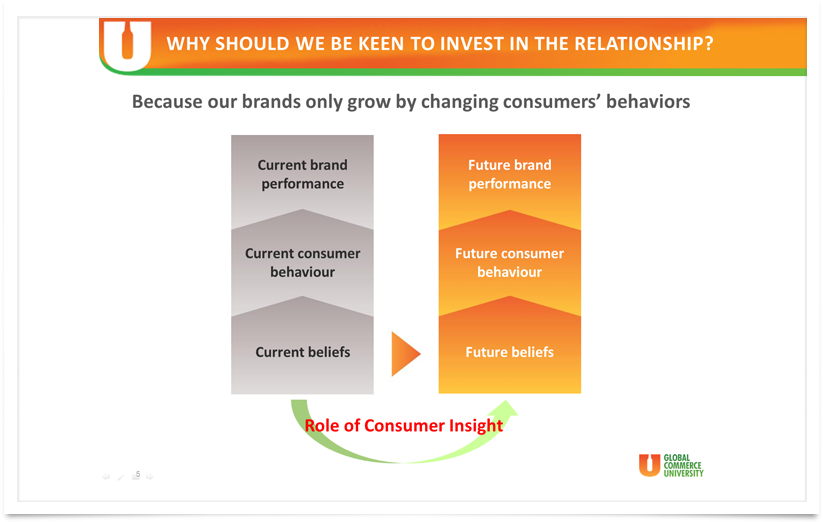 WHY SHOULD WE BE KEEN TO INVEST IN THE RELATIONSHIP?
Because our brands only grow by changing consumers’ behaviors
Current brand
performance
Current consumer
behaviour
Current beliefs
Future brand
performance
Future consumer
behaviour
Future beliefs
Role of Consumer Insight
5
GLOBAL
COMMERCE
UNIVERSITY